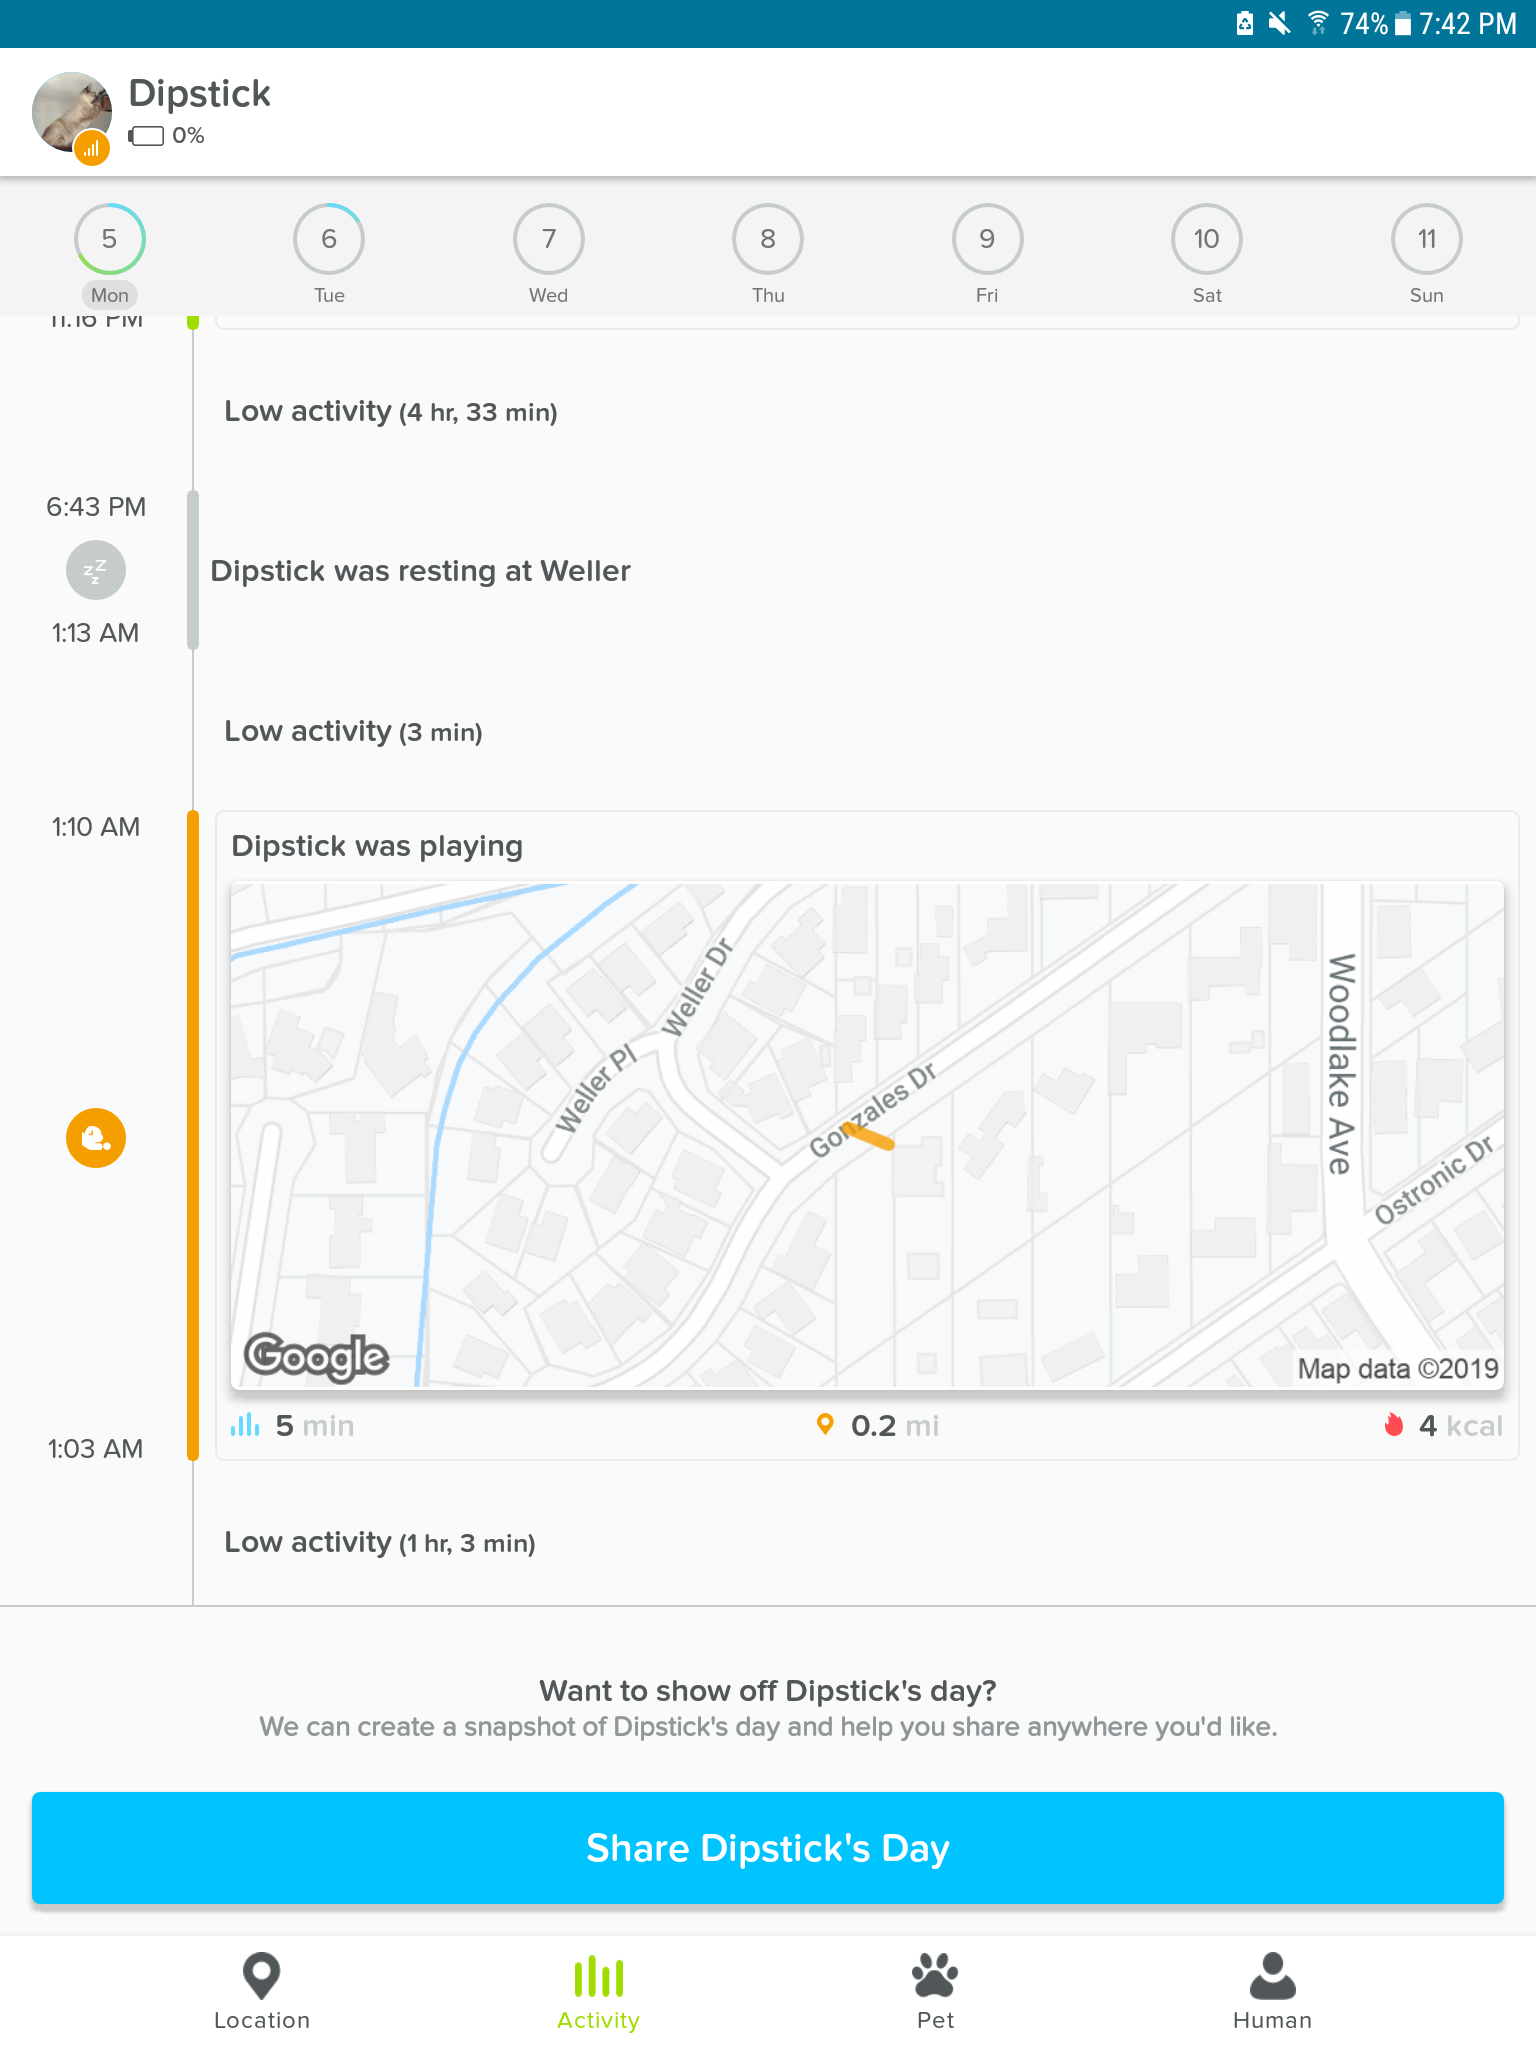 74% 7:42 PM
Dipstick
0%
5 6 7 8 9 10 11
Mon Tue Wed Thu Fri Sat Sun
11:16 PM
Low activity (4 hr, 33 min)
6:43 PM
zzz
Dipstick was resting at Weller
1:13 AM
Low activity (3 min)
1:10 AM
Dipstick was playing
Weller Dr
Weller Pl
Gonzales Dr
Woodlake Ave
Ostronic Dr
Google
Map data ©2019
5 min 0.2 mi 4 kcal
1:03 AM
Low activity (1 hr, 3 min)
Want to show off Dipstick's day?
We can create a snapshot of Dipstick's day and help you share anywhere you'd like.
Share Dipstick's Day
Location Activity Pet Human